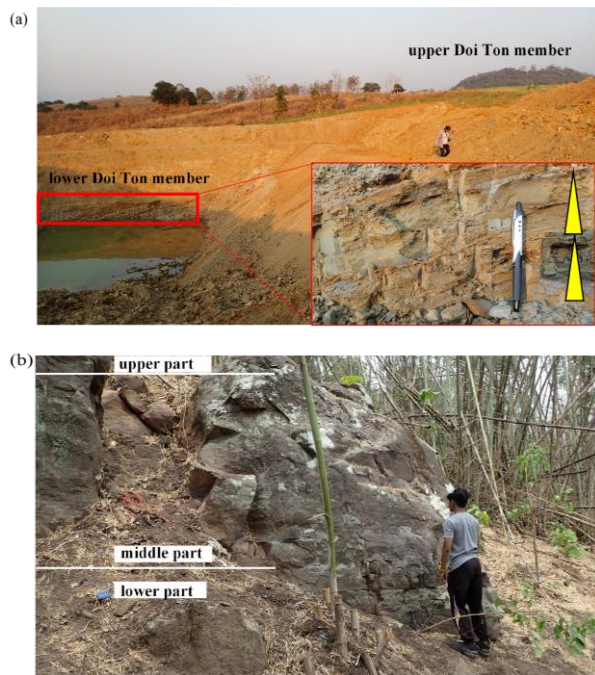 (a)
upper Doi Ton member
lower Doi Ton member
(b)
upper part
middle part
lower part